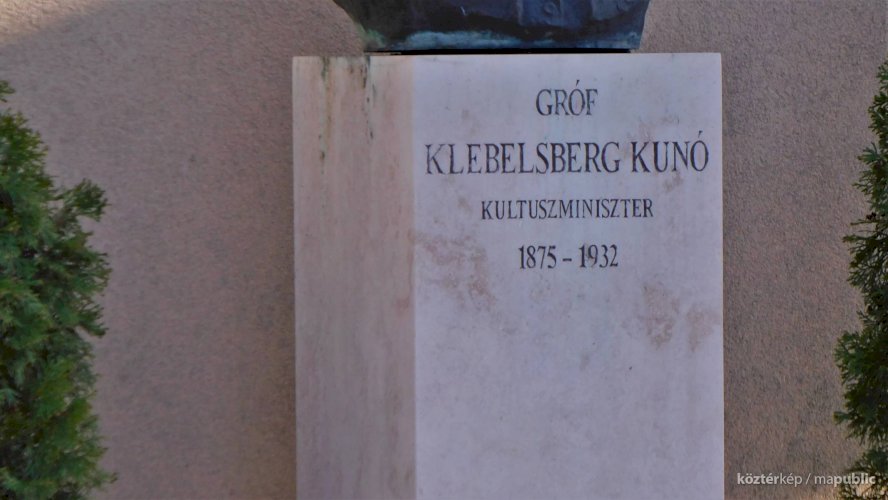 GRÓF
KLEBELSBERG KUNÓ
KULTUSZMINISZTER
1875 – 1932
köztérkép / mapublic